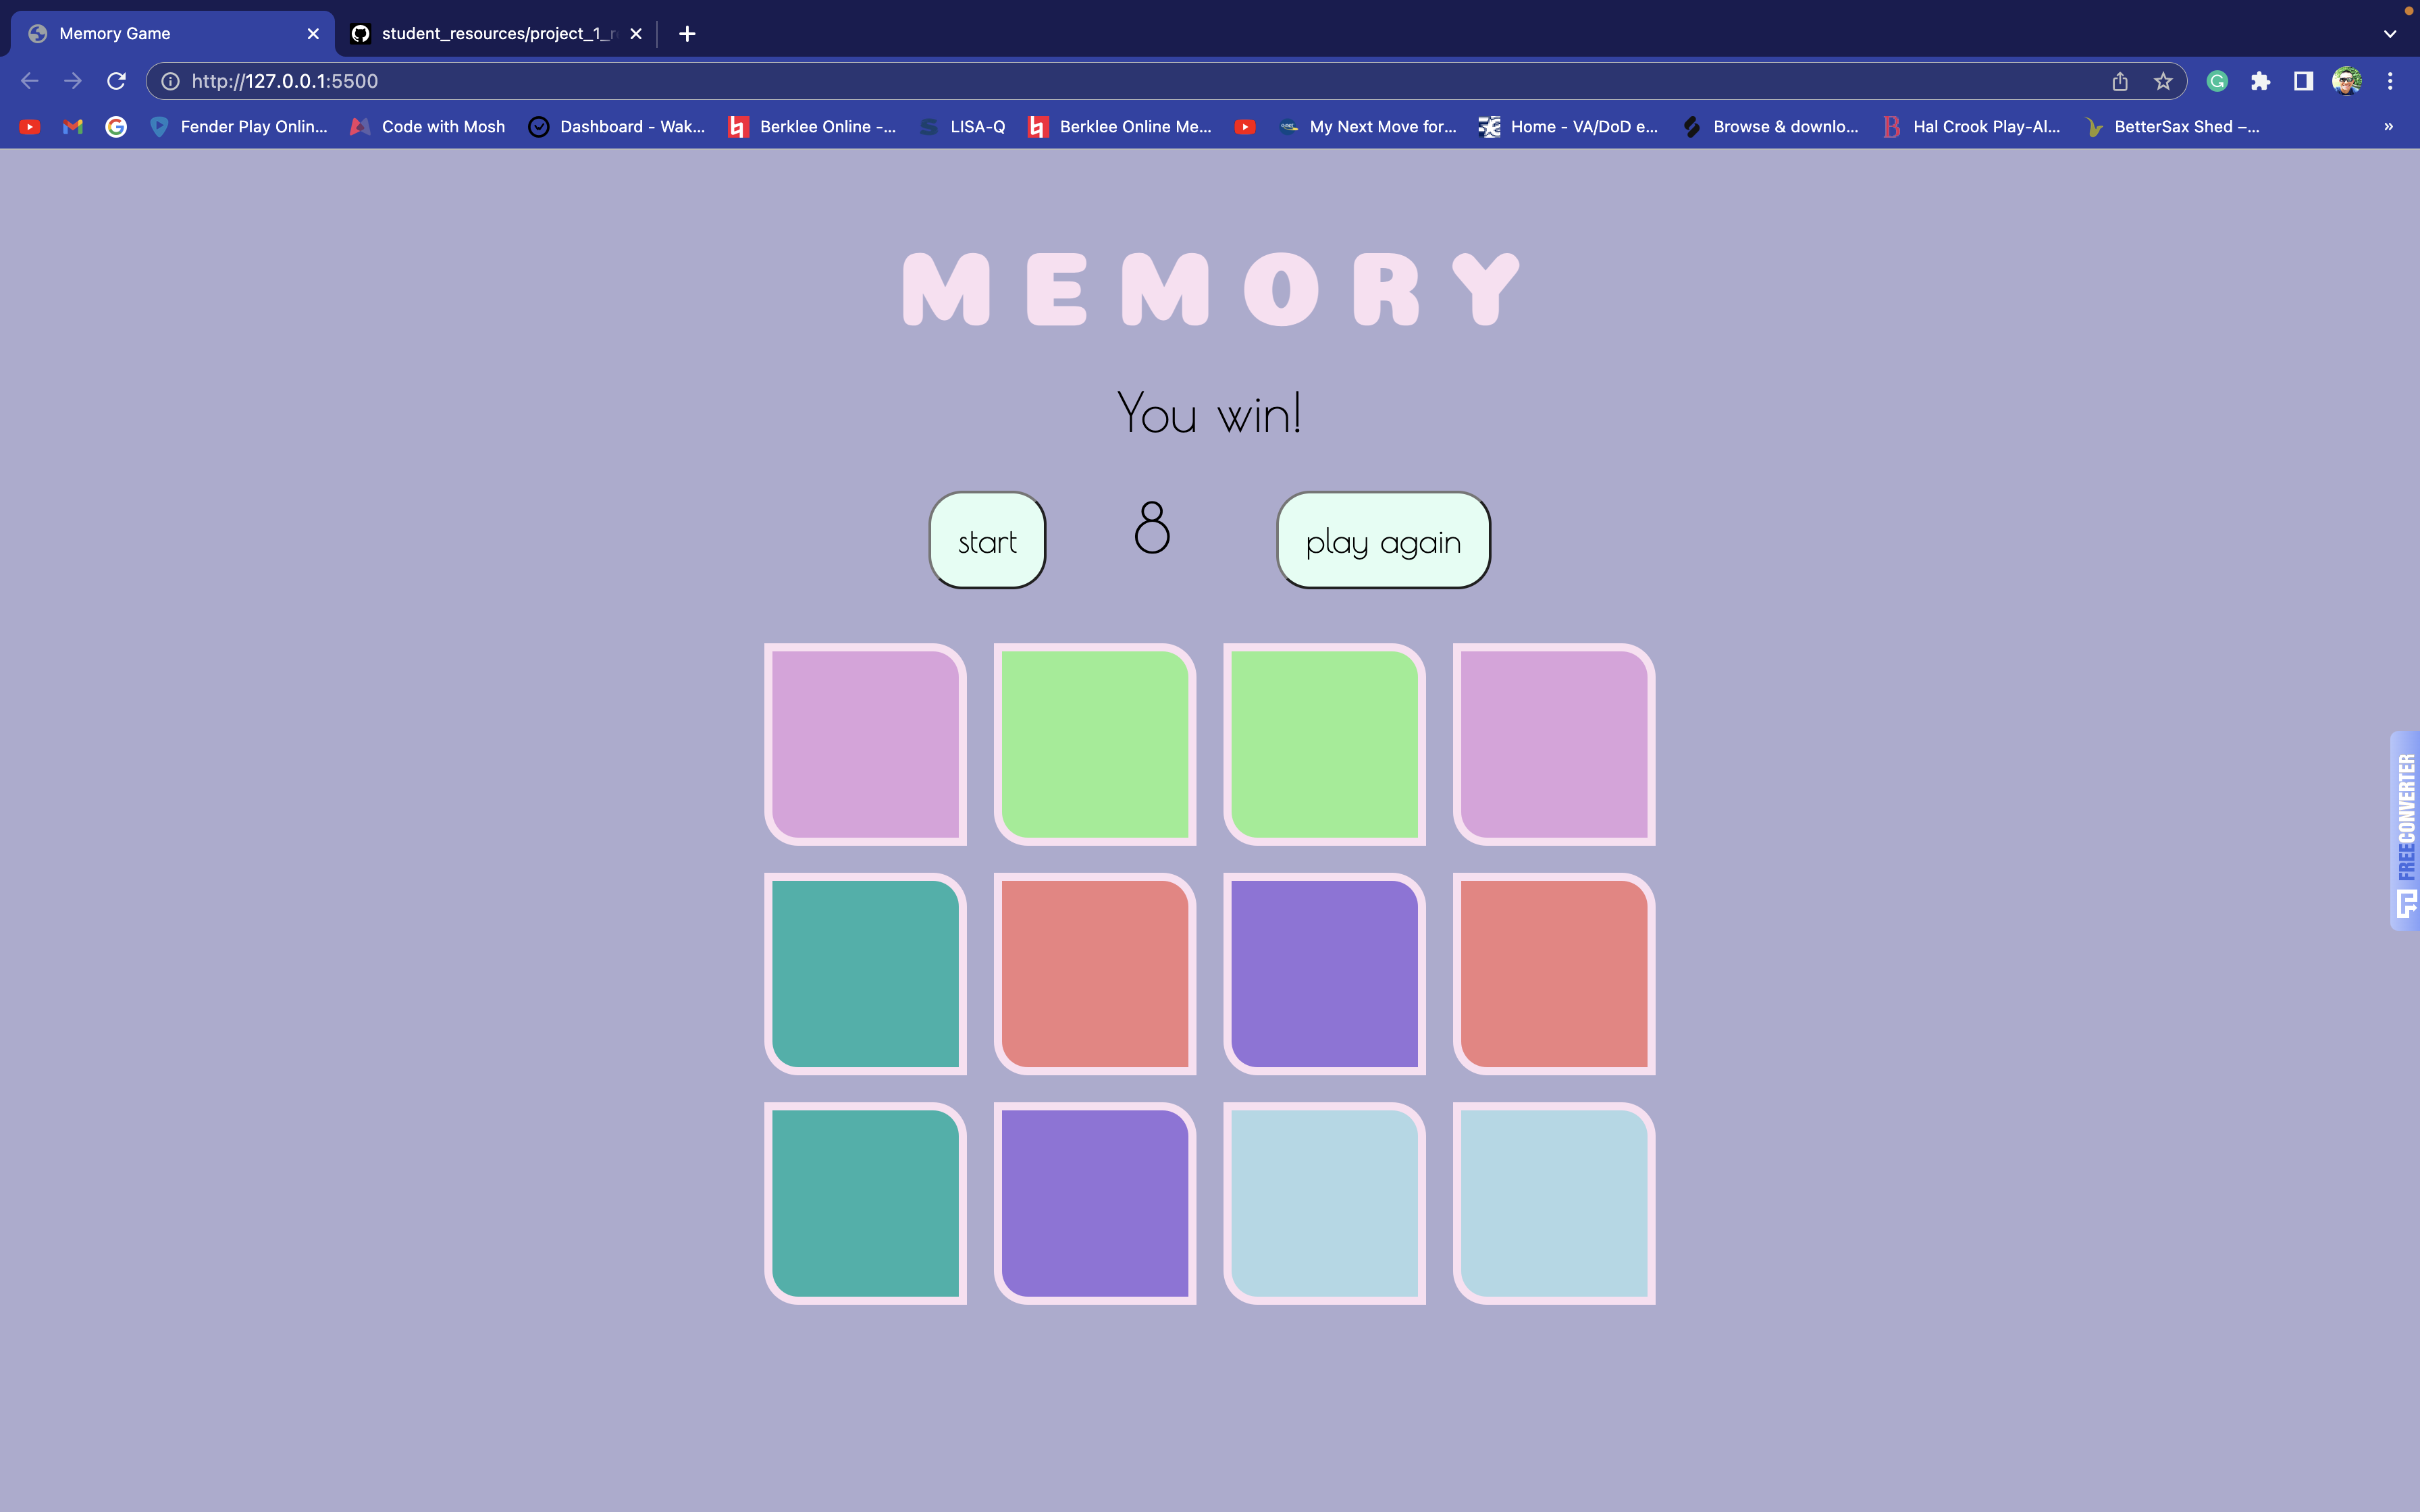 Memory Game
student_resources/project_1_r
http://127.0.0.1:5500
Fender Play Onlin...
Code with Mosh
Dashboard - Wak...
Berklee Online -...
LISA-Q
Berklee Online Me...
My Next Move for...
Home - VA/DoD e...
Browse & downlo...
Hal Crook Play-Al...
BetterSax Shed –...
MEMORY
You win!
start
8
play again
FREECONVERTER